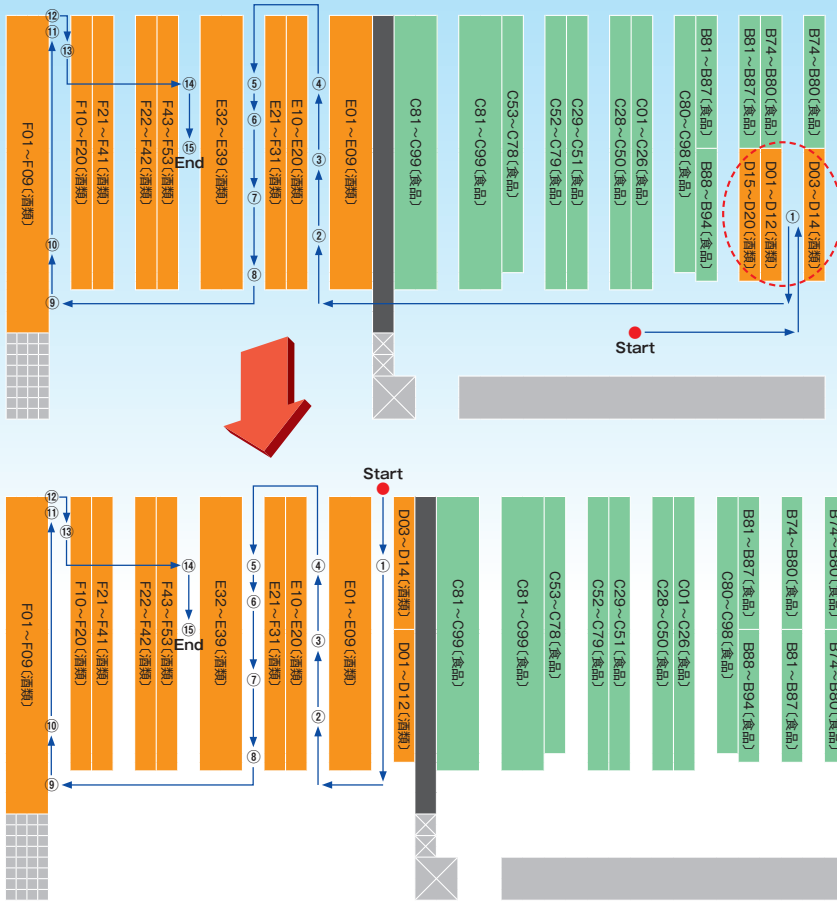 ⑫
⑪
⑬
⑩
⑨
F01～F09〔酒類〕
F10～F20〔酒類〕
F21～F41〔酒類〕
F22～F42〔酒類〕
F43～F53〔酒類〕
⑭
⑮
End
E32～E39〔酒類〕
⑤
⑥
⑦
⑧
E21～F31〔酒類〕
E10～E20〔酒類〕
④
③
②
E01～E09〔酒類〕
C81～C99〔食品〕
C81～C99〔食品〕
C53～C78〔食品〕
C52～C79〔食品〕
C29～C51〔食品〕
C28～C50〔食品〕
C01～C26〔食品〕
C80～C98〔食品〕
B81～B87〔食品〕
B88～B94〔食品〕
B81～B87〔食品〕
D15～D20〔酒類〕
B74～B80〔食品〕
D01～D12〔酒類〕
①
B74～B80〔食品〕
D03～D14〔酒類〕
Start
Start
⑫
⑪
⑬
⑩
⑨
F01～F09〔酒類〕
F10～F20〔酒類〕
F21～F41〔酒類〕
F22～F42〔酒類〕
F43～F53〔酒類〕
⑭
⑮
End
E32～E39〔酒類〕
⑤
⑥
⑦
⑧
E21～F31〔酒類〕
E10～E20〔酒類〕
④
③
②
E01～E09〔酒類〕
①
D03～D14〔酒類〕
D01～D12〔酒類〕
C81～C99〔食品〕
C81～C99〔食品〕
C53～C78〔食品〕
C52～C79〔食品〕
C29～C51〔食品〕
C28～C50〔食品〕
C01～C26〔食品〕
C80～C98〔食品〕
B81～B87〔食品〕
B88～B94〔食品〕
B74～B80〔食品〕
B81～B87〔食品〕
B74～B80〔食品〕
B74～B80〔食品〕